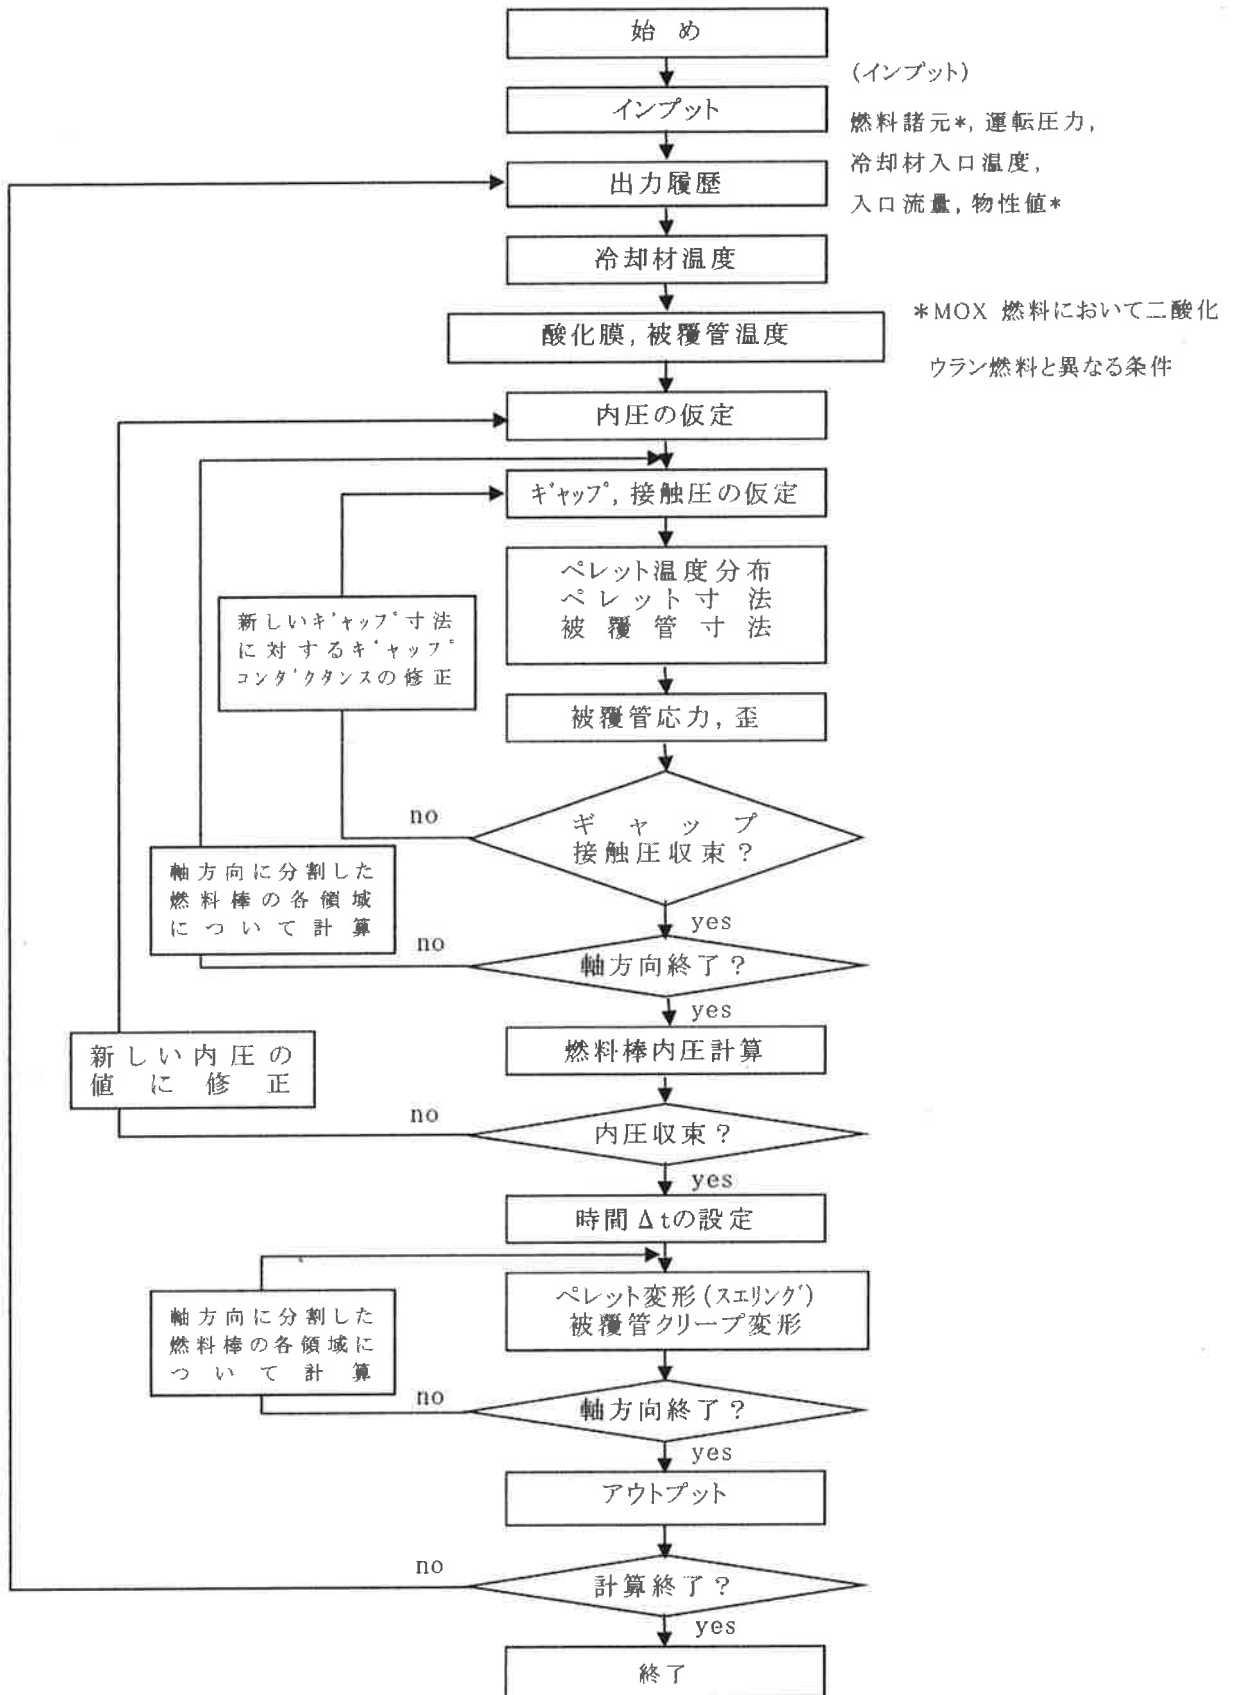 始 め
(インプット)
インプット
燃料諸元*, 運転圧力,
冷却材入口温度,
入口流量, 物性値*
出力履歴
冷却材温度
*MOX 燃料において二酸化
ウラン燃料と異なる条件
酸化膜, 被覆管温度
内圧の仮定
ギャップ, 接触圧の仮定
ペレット温度分布
ペレット寸法
被覆管寸法
新しいギャップ寸法
に対するギャップ
コンダクタンスの修正
被覆管応力, 歪
no
ギャップ
接触圧収束?
軸方向に分割した
燃料棒の各領域
について計算
yes
no
軸方向終了?
yes
燃料棒内圧計算
新しい内圧の
値に修正
no
内圧収束?
yes
時間Δtの設定
ペレット変形(スエリング)
被覆管クリープ変形
軸方向に分割した
燃料棒の各領域に
ついて計算
no
軸方向終了?
yes
アウトプット
no
計算終了?
yes
終了